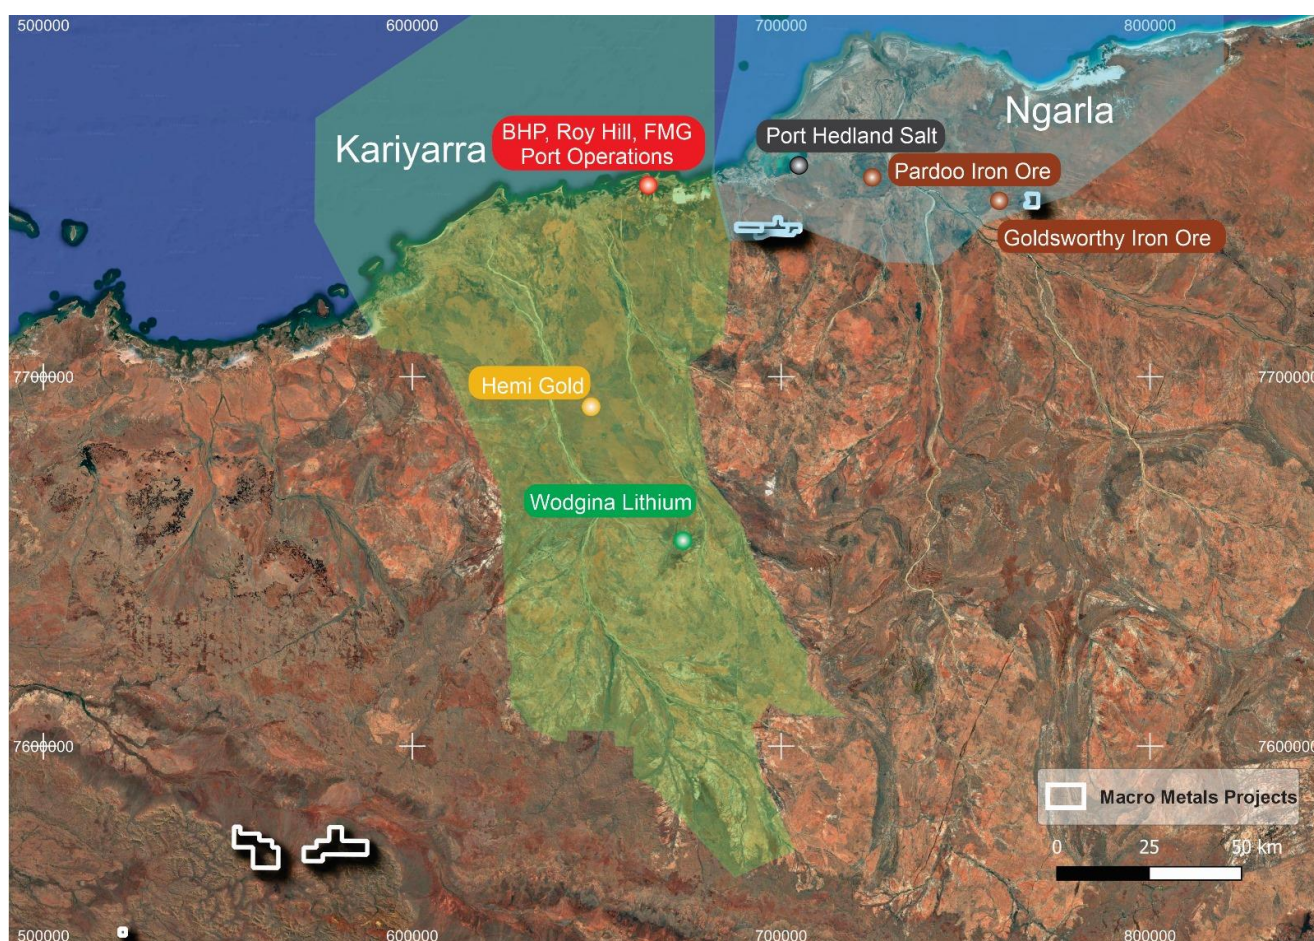 500000
600000
700000
800000
Kariyarra
BHP, Roy Hill, FMG
Port Operations
Ngarla
Port Hedland Salt
Pardoo Iron Ore
Goldsworthy Iron Ore
7700000
7700000
Hemi Gold
Wodgina Lithium
7600000
7600000
Macro Metals Projects
0
25
50 km
500000
600000
700000
800000